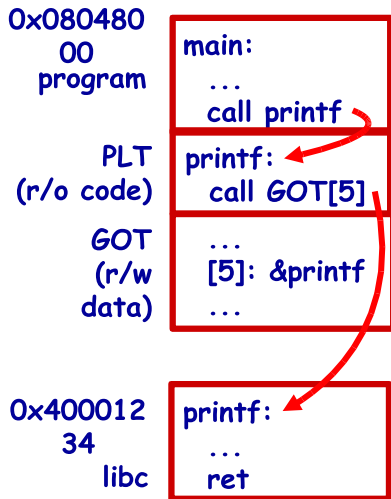 0x080480
00
program
main:
...
call printf
PLT
(r/o code)
printf:
call GOT[5]
GOT
(r/w
data)
...
[5]: &printf
...
0x400012
34
libc
printf:
...
ret